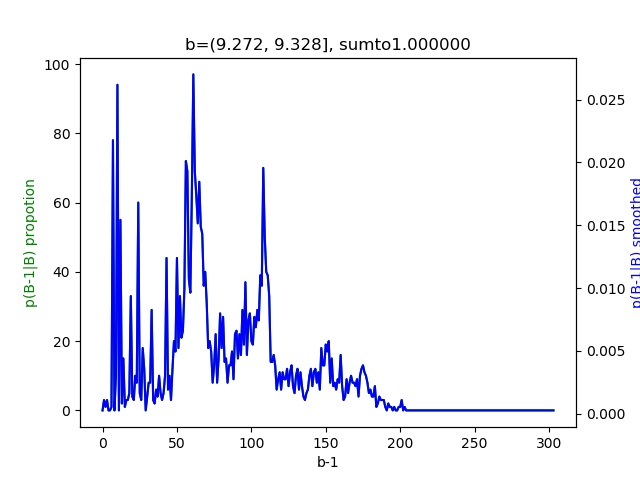 b=(9.272, 9.328], sumto1.000000
100
80
60
40
20
0
p(B-1|B) propotion
0.025
0.020
0.015
0.010
0.005
0.000
p(B-1|B) smoothed
0 50 100 150 200 250 300
b-1